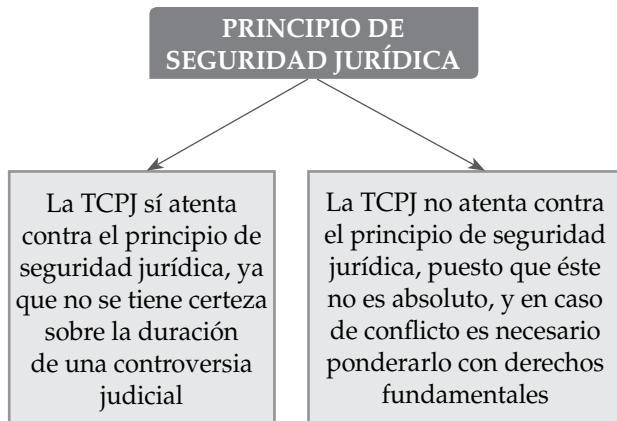 PRINCIPIO DE
SEGURIDAD JURÍDICA
La TCPJ sí atenta
contra el principio de
seguridad jurídica, ya
que no se tiene certeza
sobre la duración
de una controversia
judicial
La TCPJ no atenta contra
el principio de seguridad
jurídica, puesto que éste
no es absoluto, y en caso
de conflicto es necesario
ponderarlo con derechos
fundamentales